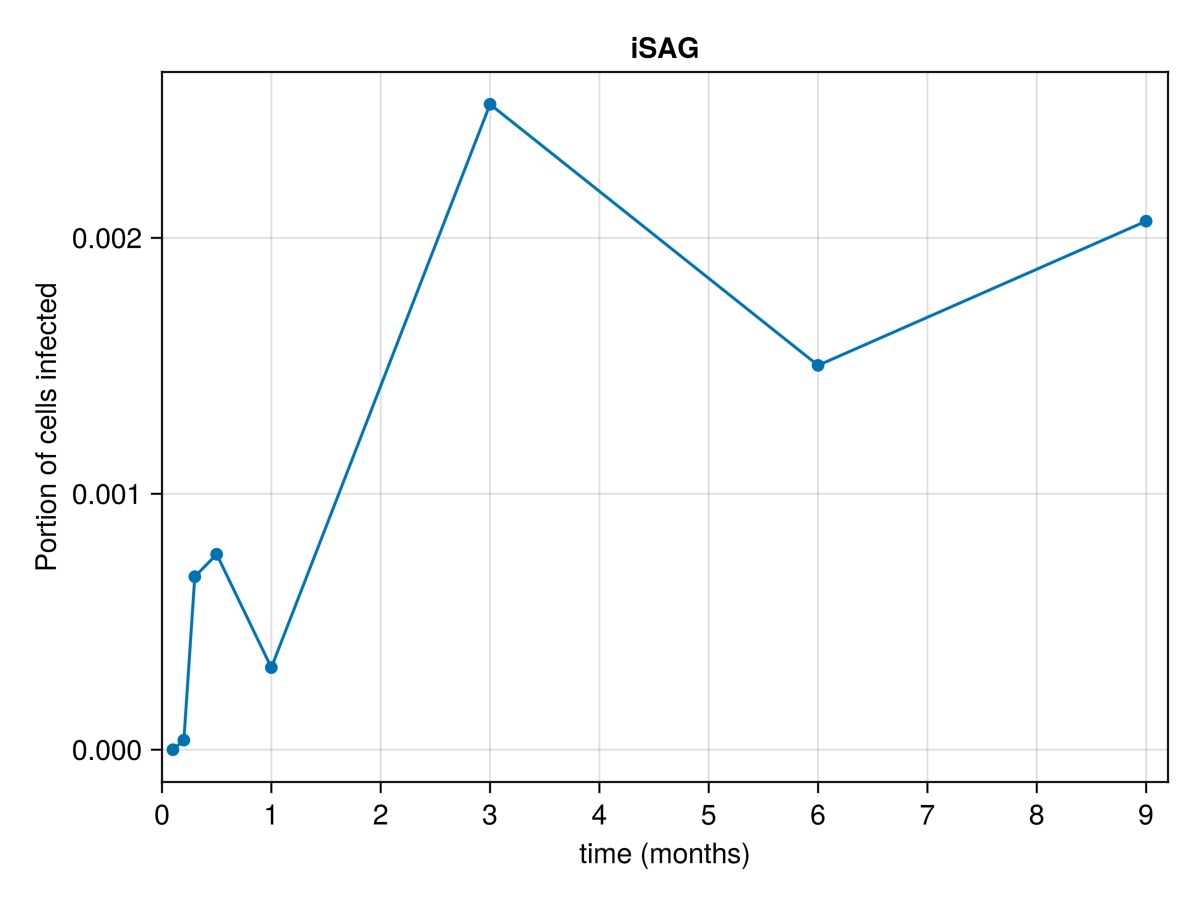 iSAG
Portion of cells infected
0.002
0.001
0.000
0 1 2 3 4 5 6 7 8 9
time (months)